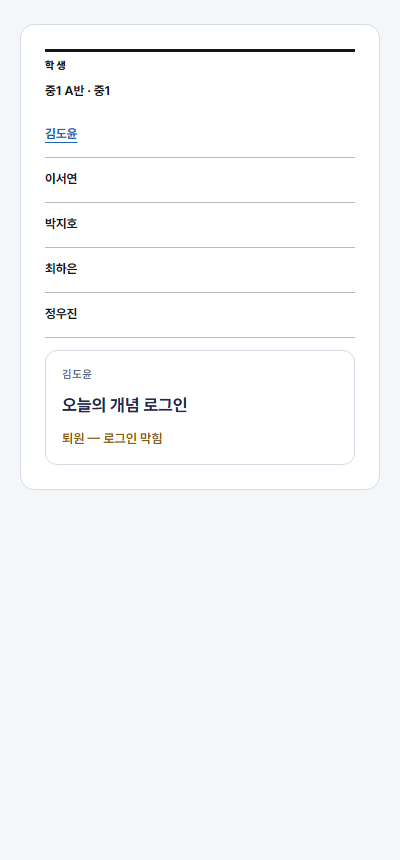 학생
중1 A반 · 중1
김도윤
이서연
박지호
최하은
정우진
김도윤
오늘의 개념 로그인
퇴원 — 로그인 막힘